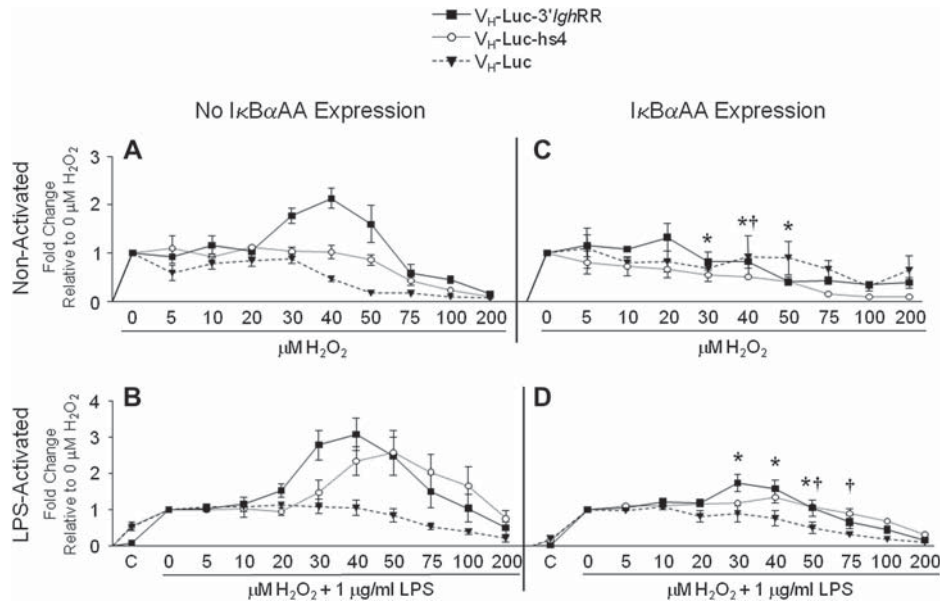 V_H-Luc-3'IghRR
V_H-Luc-hs4
V_H-Luc
No IκBαAA Expression
IκBαAA Expression
Non-Activated
Fold Change
Relative to 0 μM H₂O₂
A
3
2
1
0
0 5 10 20 30 40 50 75 100 200
μM H₂O₂
C
* *† *
0 5 10 20 30 40 50 75 100 200
μM H₂O₂
LPS-Activated
Fold Change
Relative to 0 μM H₂O₂
B
4
3
2
1
0
C 0 5 10 20 30 40 50 75 100 200
μM H₂O₂ + 1 μg/ml LPS
D
* * *† †
C 0 5 10 20 30 40 50 75 100 200
μM H₂O₂ + 1 μg/ml LPS